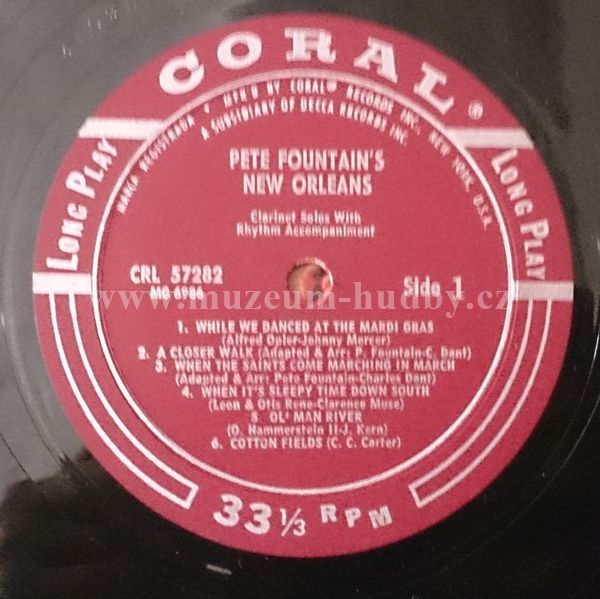 CORAL®
MARCA REGISTRADA • MFR'D BY CORAL® RECORDS INC., NEW YORK, U.S.A.
A SUBSIDIARY OF DECCA RECORDS INC.
LONG PLAY
LONG PLAY
PETE FOUNTAIN'S
NEW ORLEANS
Clarinet Solos With
Rhythm Accompaniment
CRL 57282
Side 1
MG 6986
www.muzeum-hudby.cz
1. WHILE WE DANCED AT THE MARDI GRAS
(Alfred Opler-Johnny Mercer)
2. A CLOSER WALK (Adapted & Arr: P. Fountain-C. Dant)
3. WHEN THE SAINTS COME MARCHING IN MARCH
(Adapted & Arr: Pete Fountain-Charles Dant)
4. WHEN IT'S SLEEPY TIME DOWN SOUTH
(Leon & Otis Rene-Clarence Muse)
5. OL' MAN RIVER
(O. Hammerstein II-J. Kern)
6. COTTON FIELDS (C. C. Carter)
33 1/3 RPM